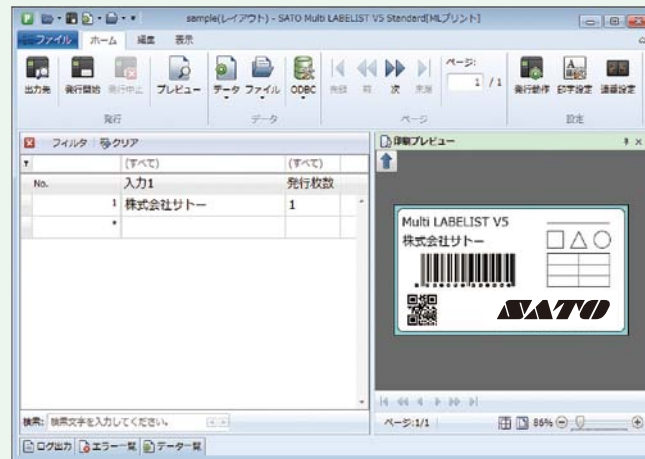 sample(レイアウト) - SATO Multi LABELIST V5 Standard[MLプリント]
ファイル ホーム 編集 表示
出力先 発行開始 発行中止 プレビュー データ ファイル ODBC 先頭 前 次 末尾 ページ: 1 / 1 発行動作 印字設定 連番設定
発行 データ ページ 設定
フィルタ クリア
(すべて) (すべて)
No. 入力1 発行枚数
1 株式会社サトー 1
*
検索: 検索文字を入力してください。
ログ出力 エラー一覧 データ一覧
印刷プレビュー
Multi LABELIST V5
株式会社サトー
SATO
ページ:1/1 86%